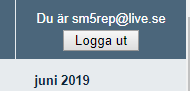 Du är sm5rep@live.se
Logga ut
juni 2019